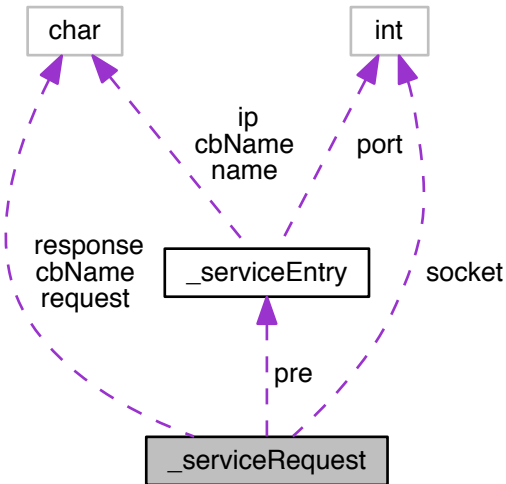 char
int
ip
cbName
name
port
response
cbName
request
_serviceEntry
socket
pre
_serviceRequest